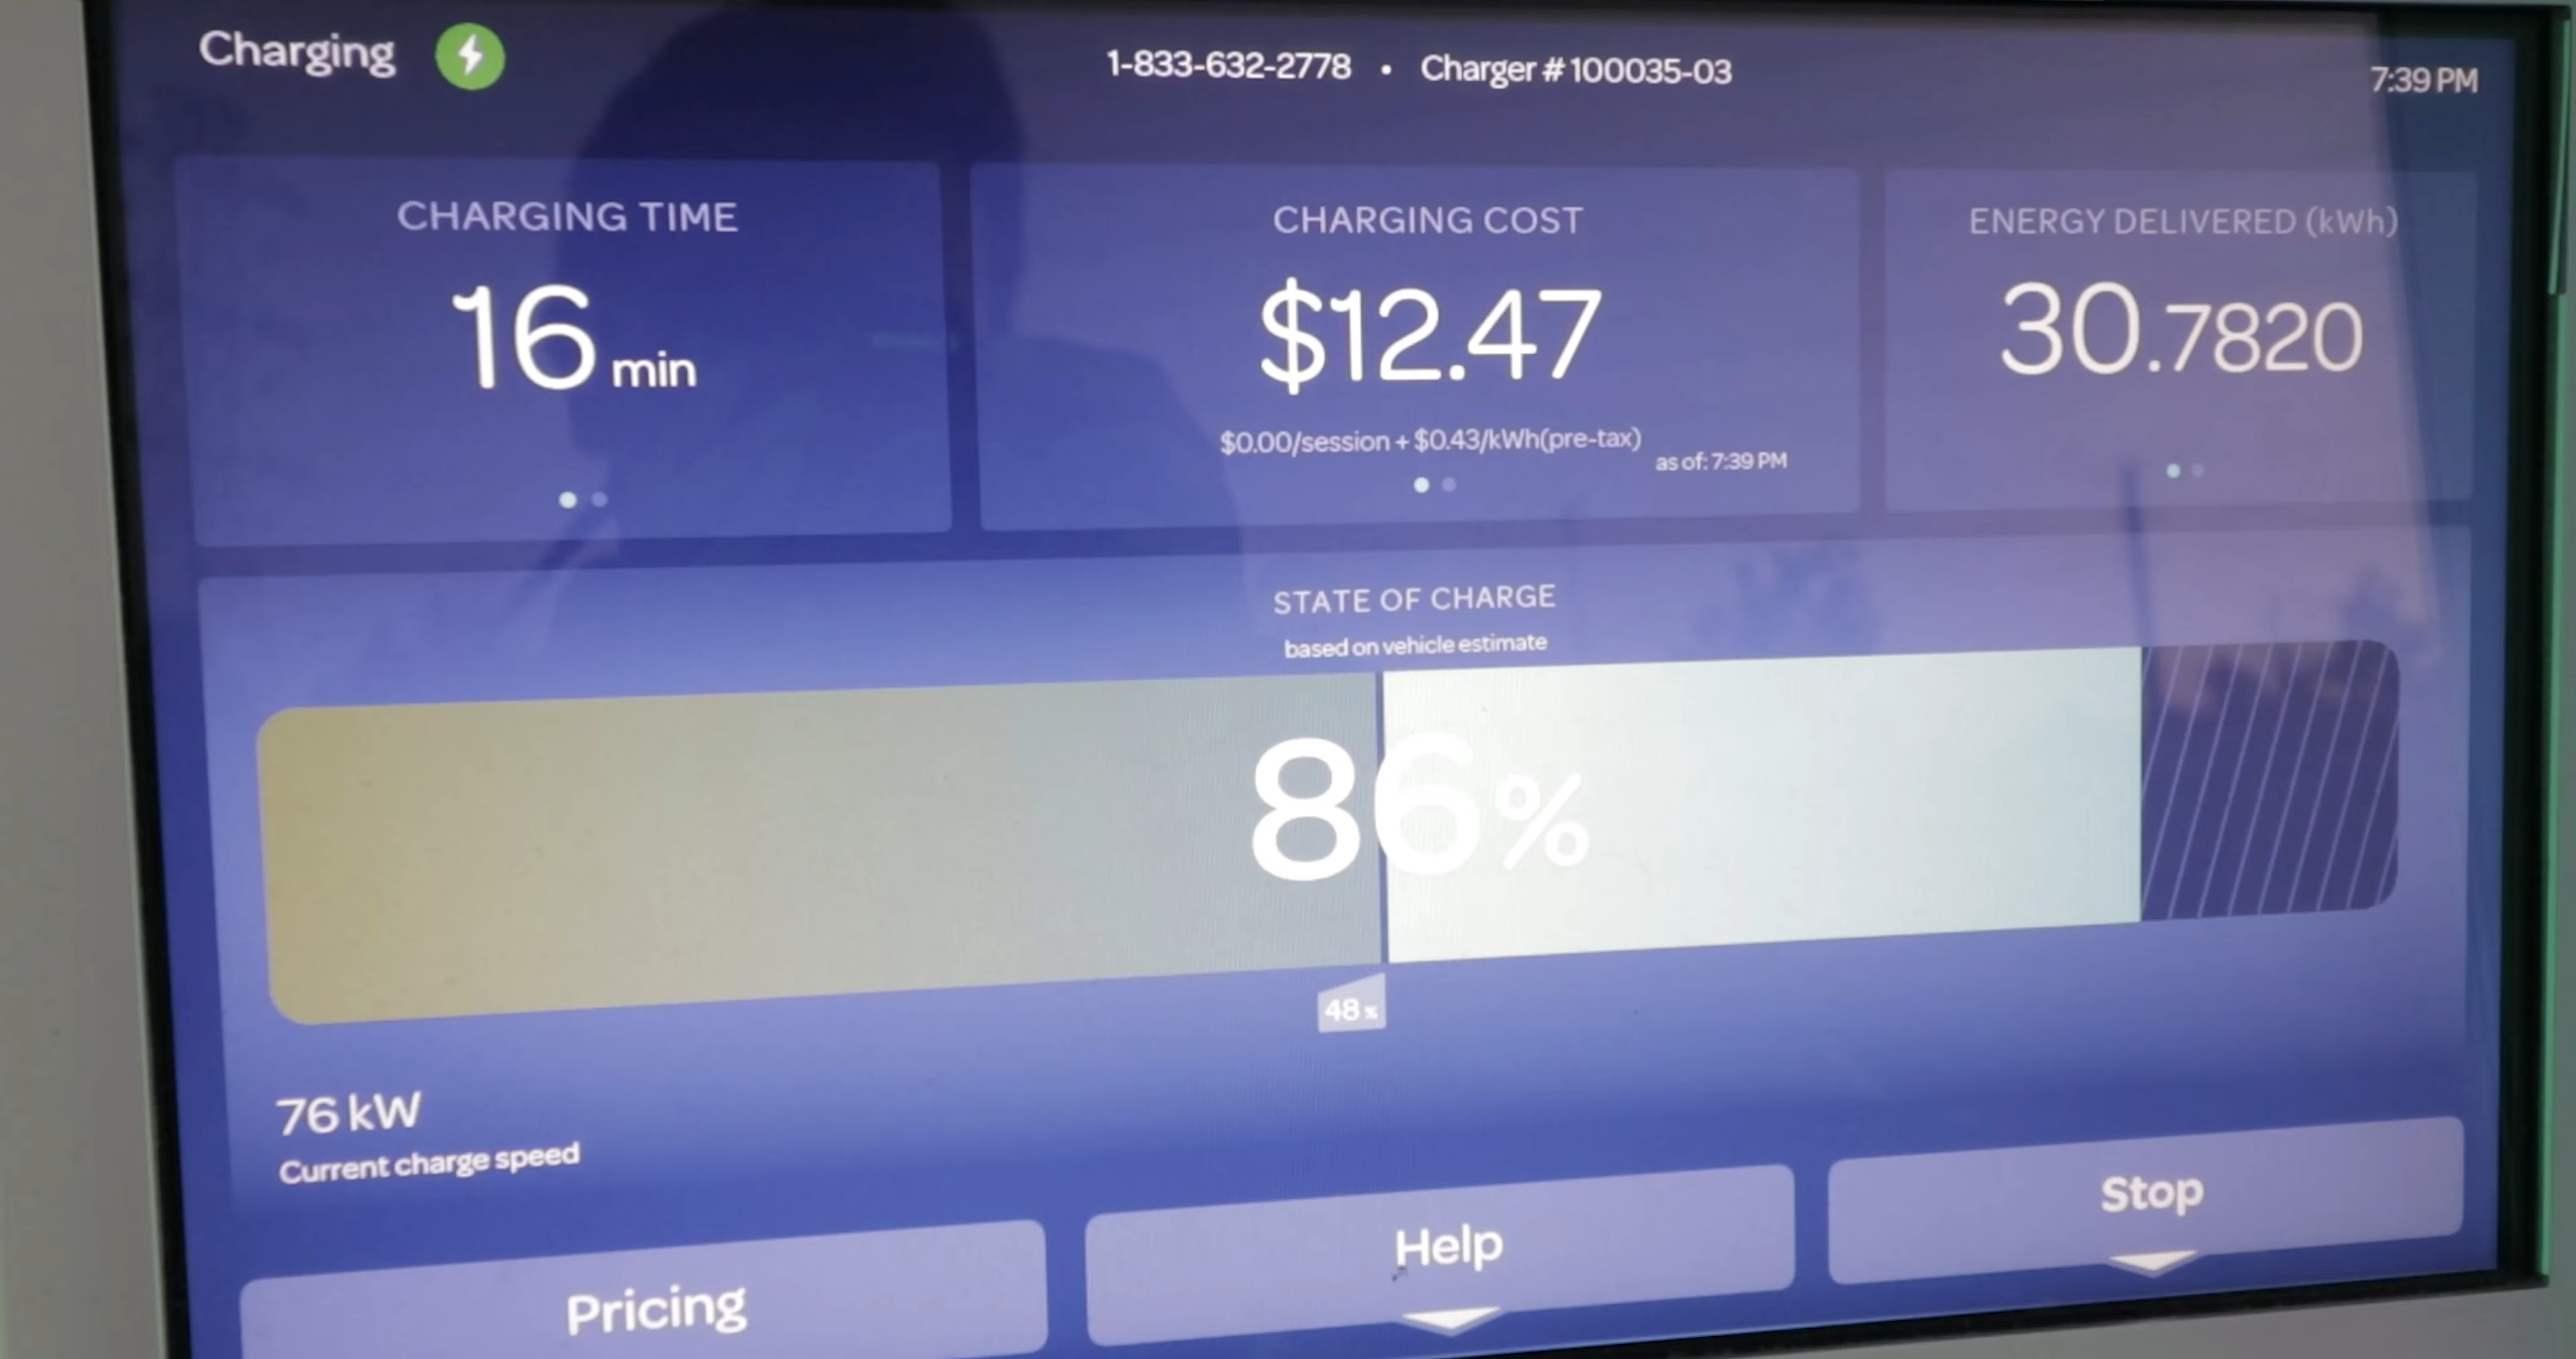 Charging
1-833-632-2778 • Charger # 100035-03
7:39 PM
CHARGING TIME
16 min
CHARGING COST
$12.47
$0.00/session + $0.43/kWh(pre-tax)
as of: 7:39 PM
ENERGY DELIVERED (kWh)
30.7820
STATE OF CHARGE
based on vehicle estimate
86%
48%
76 kW
Current charge speed
Pricing
Help
Stop